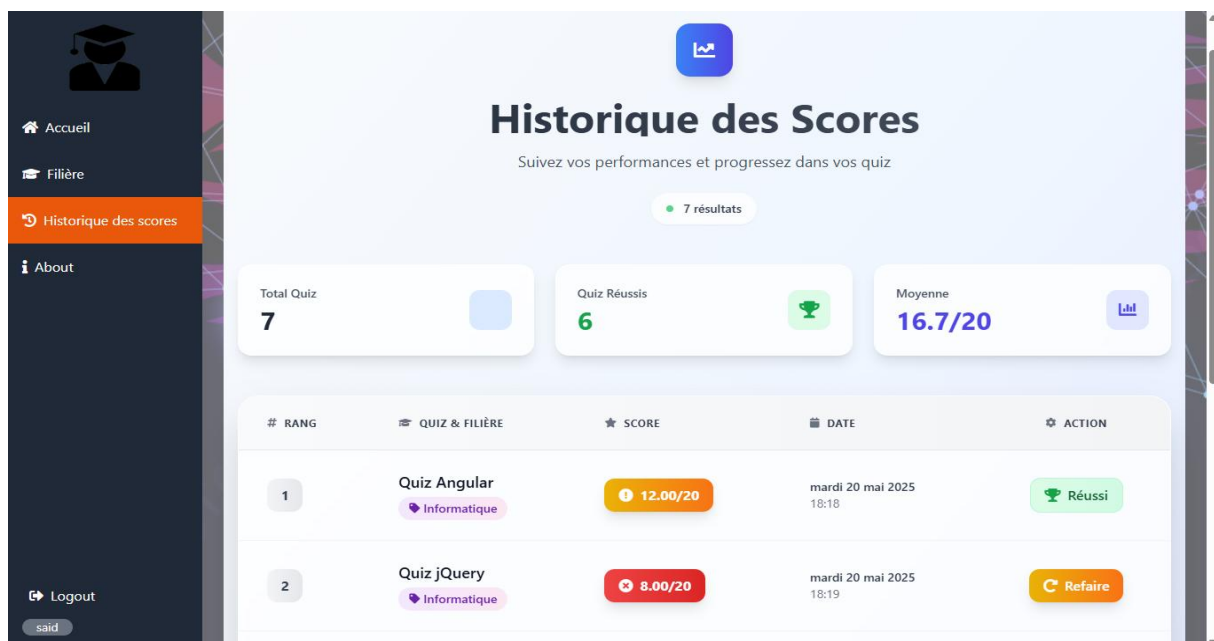 Accueil
Filière
Historique des scores
About
Logout
said
Historique des Scores
Suivez vos performances et progressez dans vos quiz
7 résultats
Total Quiz
7
Quiz Réussis
6
Moyenne
16.7/20
# RANG QUIZ & FILIÈRE SCORE DATE ACTION
1
Quiz Angular
Informatique
12.00/20
mardi 20 mai 2025
18:18
Réussi
2
Quiz jQuery
Informatique
8.00/20
mardi 20 mai 2025
18:19
Refaire